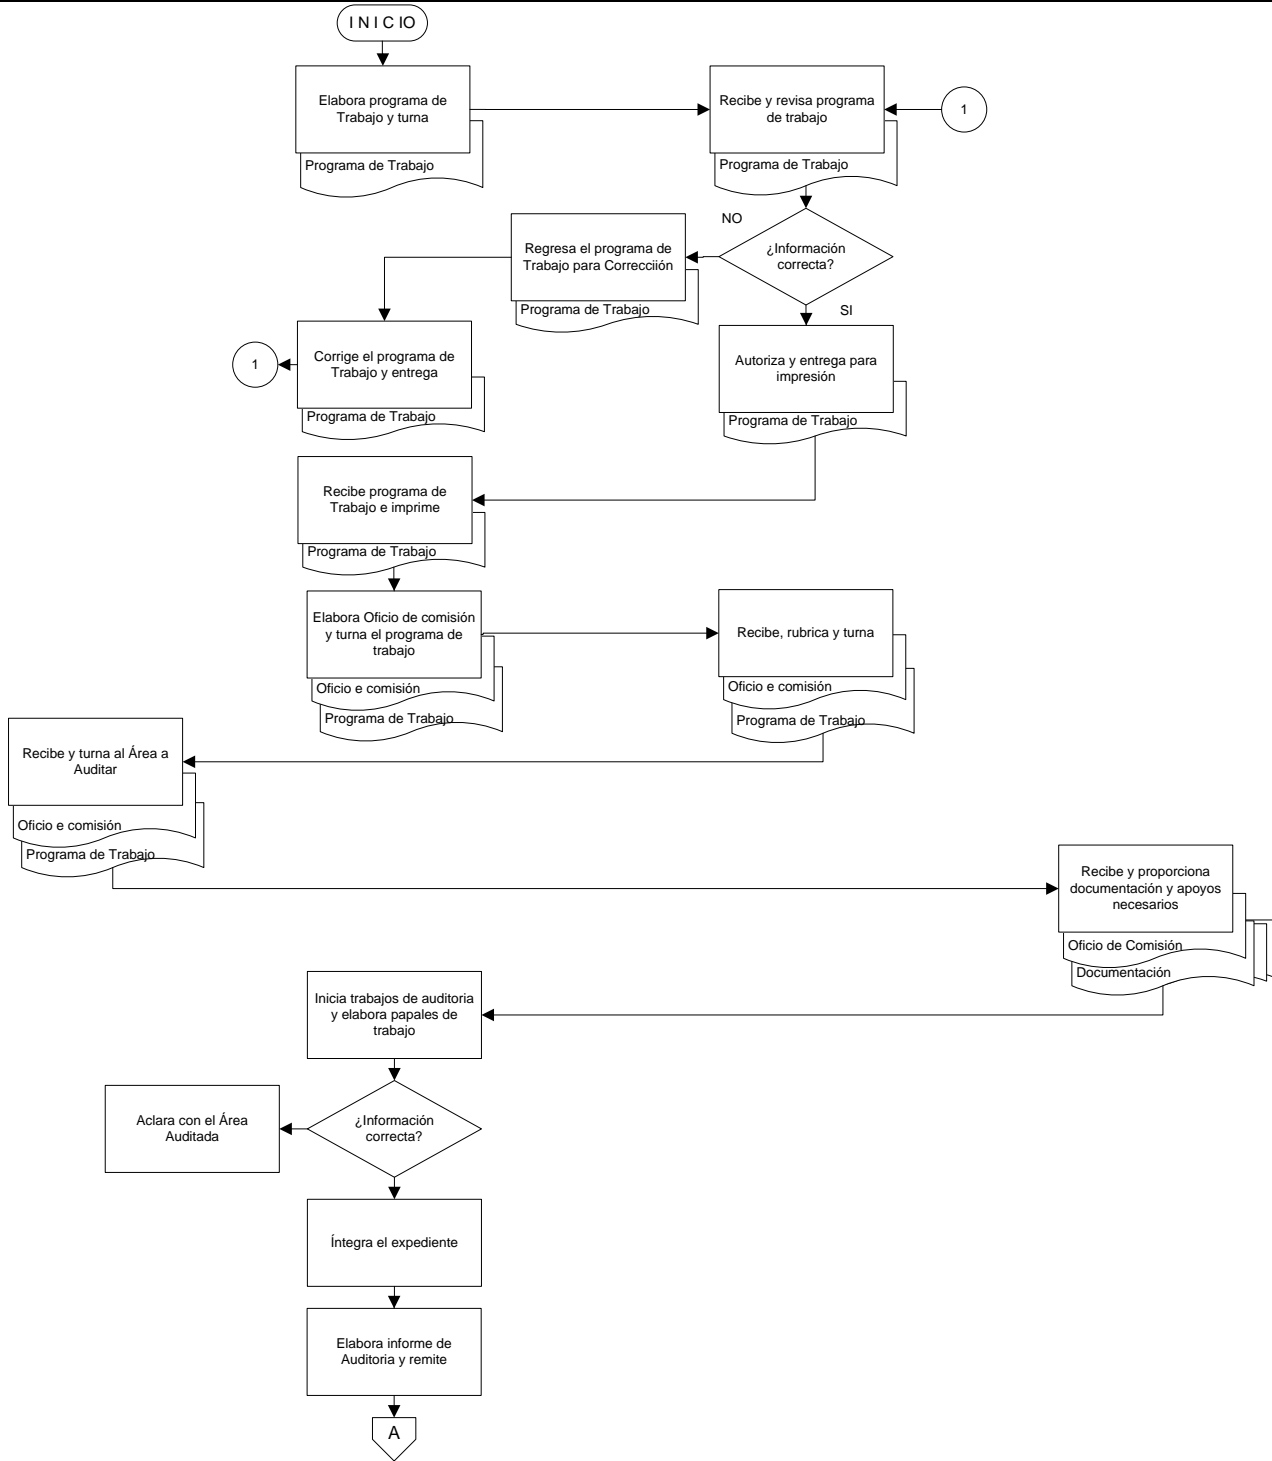 I N I C IO
Elabora programa de
Trabajo y turna
Programa de Trabajo
Recibe y revisa programa
de trabajo
Programa de Trabajo
1
NO
¿Información
correcta?
SI
Regresa el programa de
Trabajo para Correcciión
Programa de Trabajo
Corrige el programa de
Trabajo y entrega
Programa de Trabajo
1
Autoriza y entrega para
impresión
Programa de Trabajo
Recibe programa de
Trabajo e imprime
Programa de Trabajo
Elabora Oficio de comisión
y turna el programa de
trabajo
Oficio e comisión
Programa de Trabajo
Recibe, rubrica y turna
Oficio e comisión
Programa de Trabajo
Recibe y turna al Área a
Auditar
Oficio e comisión
Programa de Trabajo
Recibe y proporciona
documentación y apoyos
necesarios
Oficio de Comisión
Documentación
Inicia trabajos de auditoria
y elabora papales de
trabajo
¿Información
correcta?
Aclara con el Área
Auditada
Íntegra el expediente
Elabora informe de
Auditoria y remite
A